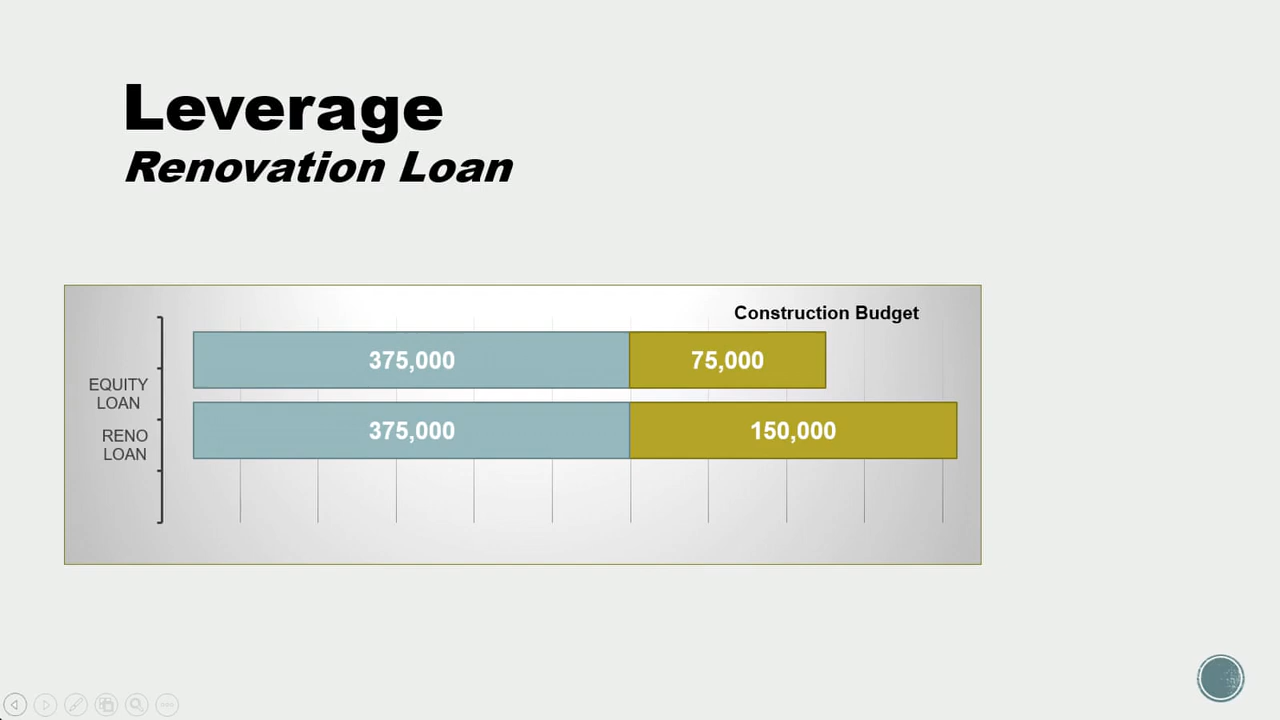 Leverage
Renovation Loan
Construction Budget
375,000 75,000
EQUITY
LOAN
375,000 150,000
RENO
LOAN